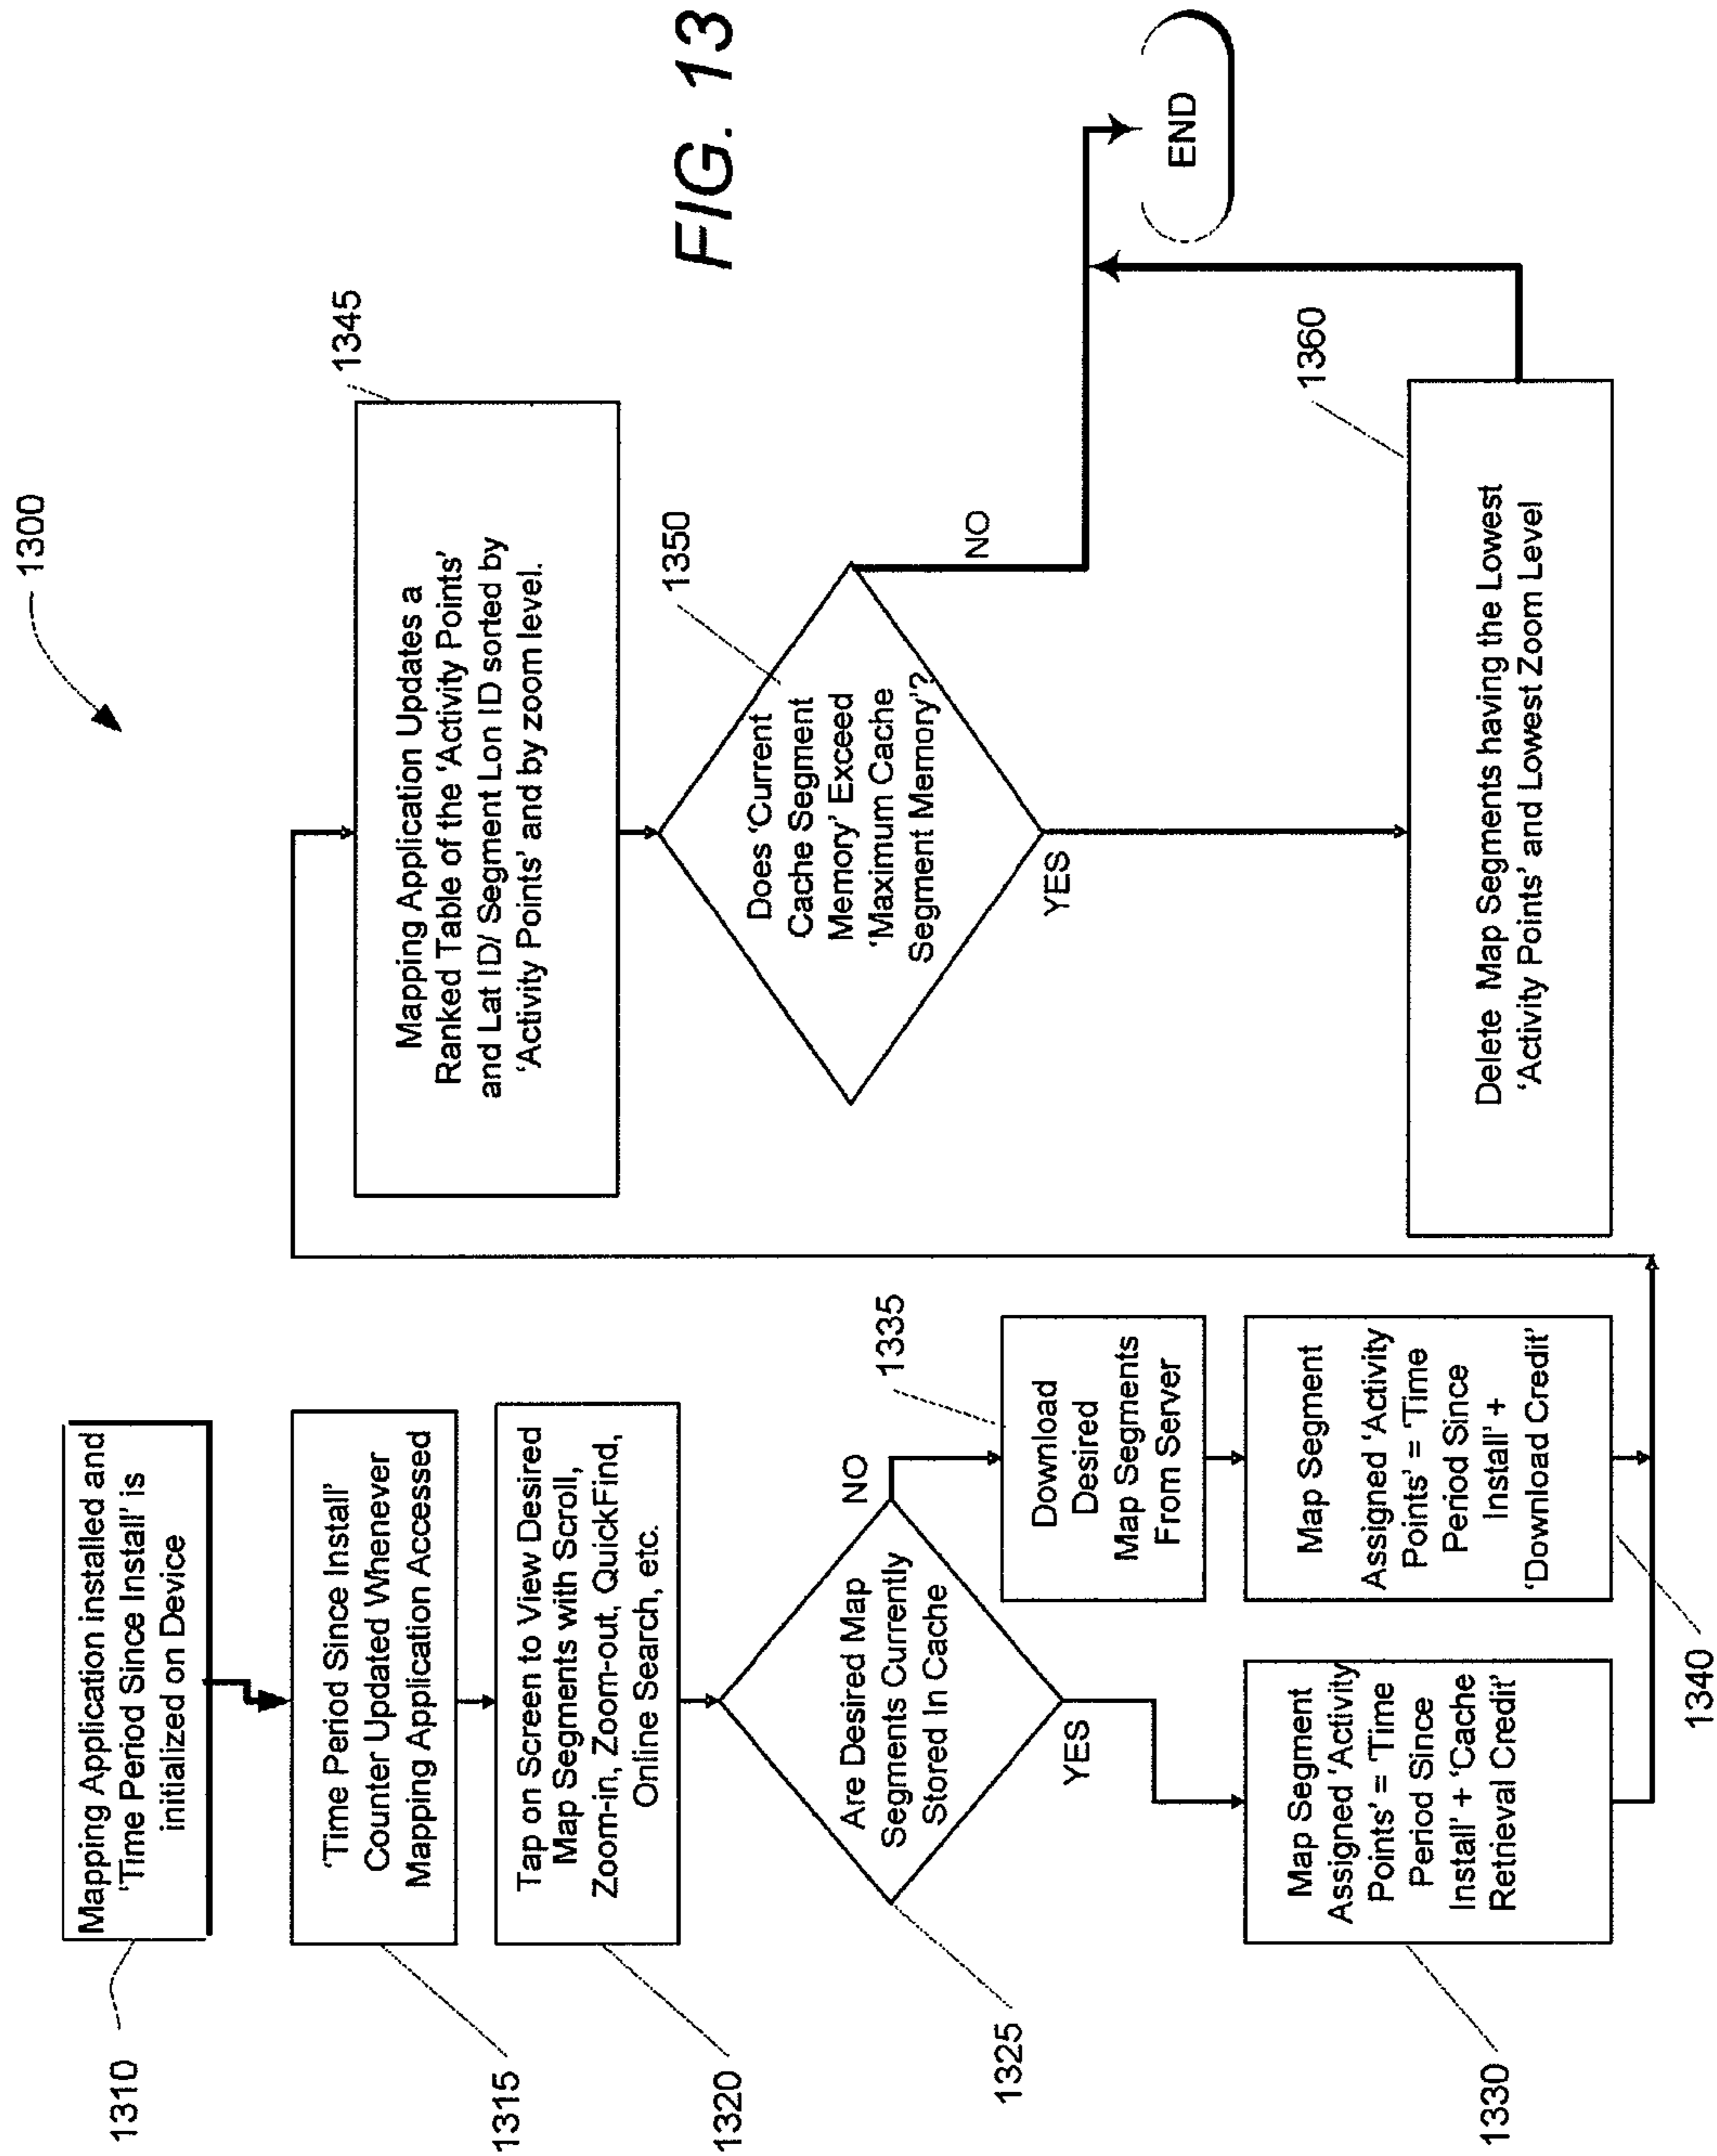 1300
1310
Mapping Application installed and
'Time Period Since Install' is
initialized on Device
1315
'Time Period Since Install'
Counter Updated Whenever
Mapping Application Accessed
1320
Tap on Screen to View Desired
Map Segments with Scroll,
Zoom-in, Zoom-out, QuickFind,
Online Search, etc.
1325
Are Desired Map
Segments Currently
Stored In Cache
NO
YES
1335
Download
Desired
Map Segments
From Server
1330
Map Segment
Assigned 'Activity
Points' = 'Time
Period Since
Install' + 'Cache
Retrieval Credit'
1340
Map Segment
Assigned 'Activity
Points' = 'Time
Period Since
Install' +
'Download Credit'
1345
Mapping Application Updates a
Ranked Table of the 'Activity Points'
and Lat ID/ Segment Lon ID sorted by
'Activity Points' and by zoom level.
1350
Does 'Current
Cache Segment
Memory' Exceed
'Maximum Cache
Segment Memory'?
NO
YES
1360
Delete Map Segments having the Lowest
'Activity Points' and Lowest Zoom Level
END
FIG. 13